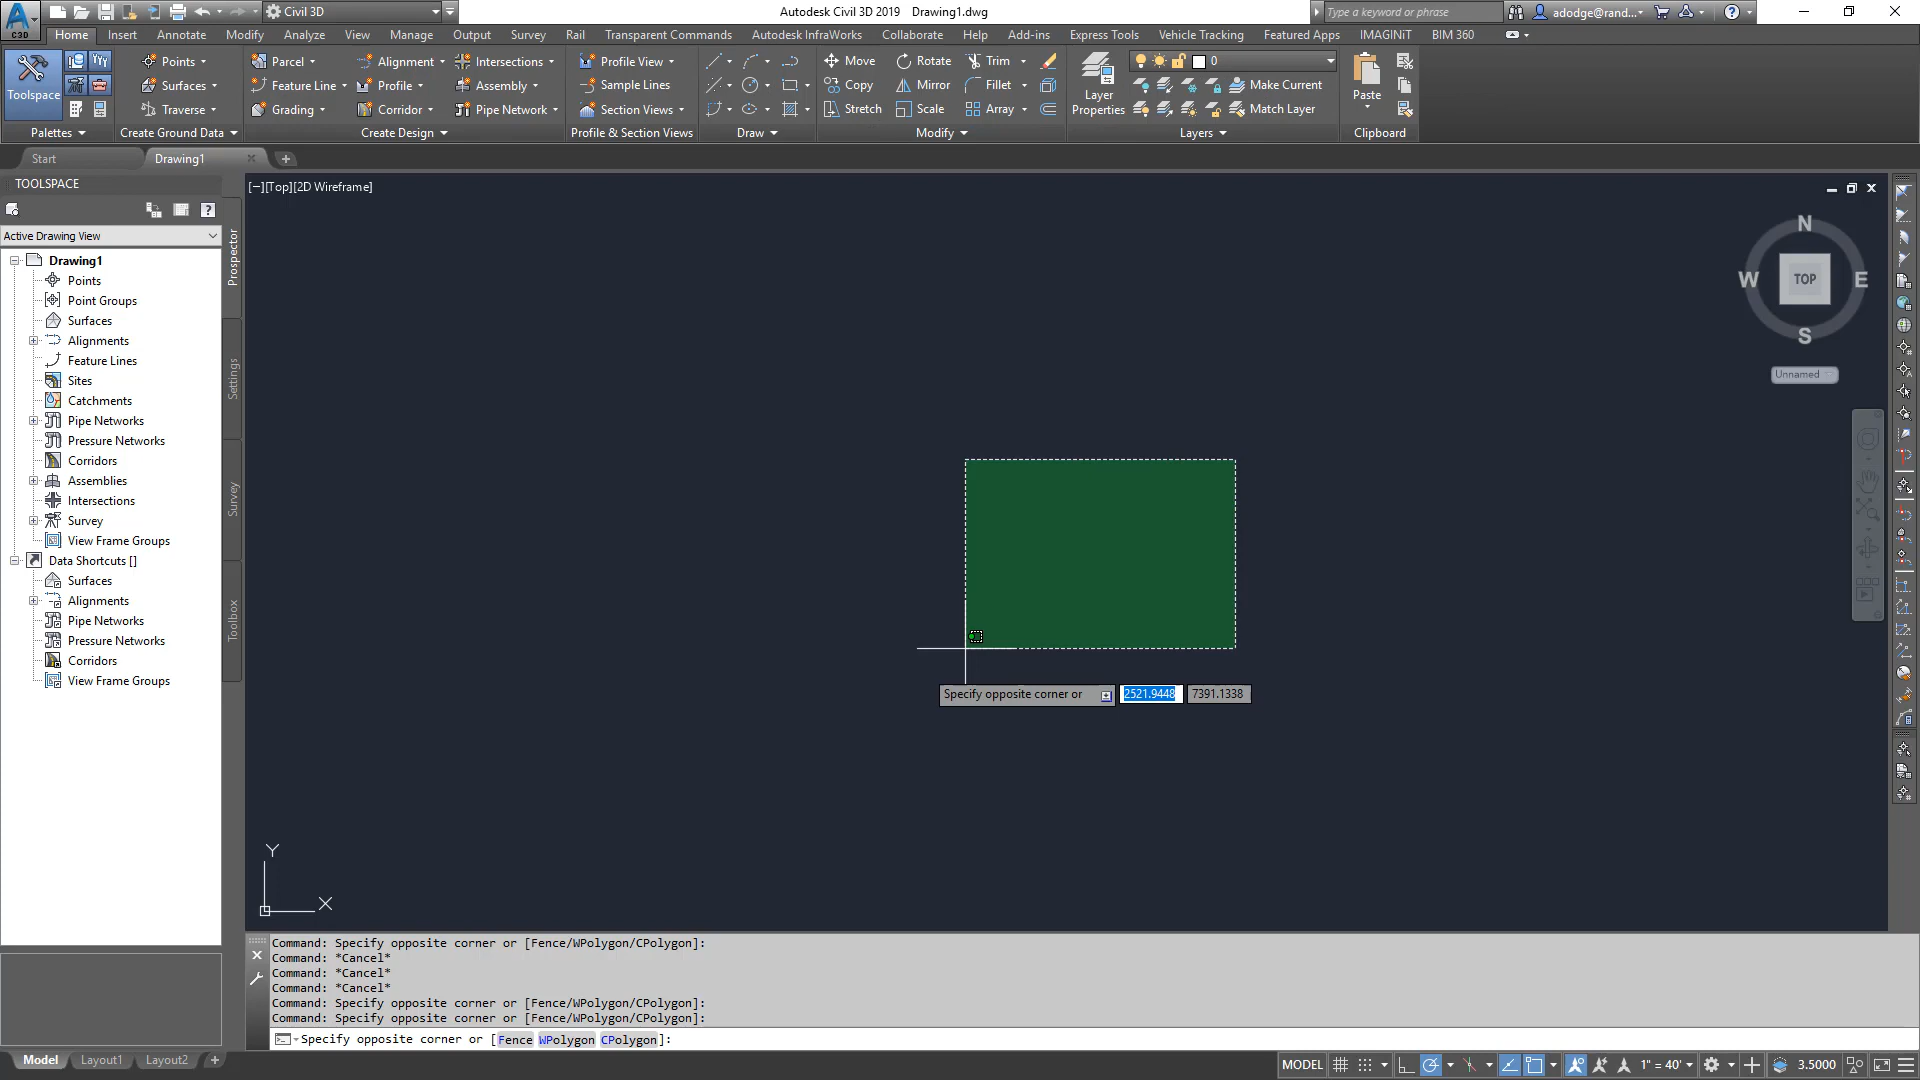 C3D
Civil 3D
Autodesk Civil 3D 2019 Drawing1.dwg
Type a keyword or phrase
adodge@rand...
Home Insert Annotate Modify Analyze View Manage Output Survey Rail Transparent Commands Autodesk InfraWorks Collaborate Help Add-ins Express Tools Vehicle Tracking Featured Apps IMAGINiT BIM 360
Toolspace
Points
Surfaces
Traverse
Parcel
Feature Line
Grading
Alignment
Profile
Corridor
Intersections
Assembly
Pipe Network
Profile View
Sample Lines
Section Views
Move
Copy
Stretch
Rotate
Mirror
Scale
Trim
Fillet
Array
Layer
Properties
0
Make Current
Match Layer
Paste
Palettes
Create Ground Data
Create Design
Profile & Section Views
Draw
Modify
Layers
Clipboard
Start
Drawing1
TOOLSPACE
Active Drawing View
Drawing1
Points
Point Groups
Surfaces
Alignments
Feature Lines
Sites
Catchments
Pipe Networks
Pressure Networks
Corridors
Assemblies
Intersections
Survey
View Frame Groups
Data Shortcuts []
Surfaces
Alignments
Pipe Networks
Pressure Networks
Corridors
View Frame Groups
Prospector
Settings
Survey
Toolbox
[−][Top][2D Wireframe]
N
W
TOP
E
S
Unnamed
Specify opposite corner or
2521.9448
7391.1338
Y
X
Command: Specify opposite corner or [Fence/WPolygon/CPolygon]:
Command: *Cancel*
Command: *Cancel*
Command: *Cancel*
Command: Specify opposite corner or [Fence/WPolygon/CPolygon]:
Command: Specify opposite corner or [Fence/WPolygon/CPolygon]:
Specify opposite corner or [Fence WPolygon CPolygon]:
Model Layout1 Layout2 +
MODEL
1" = 40'
3.5000